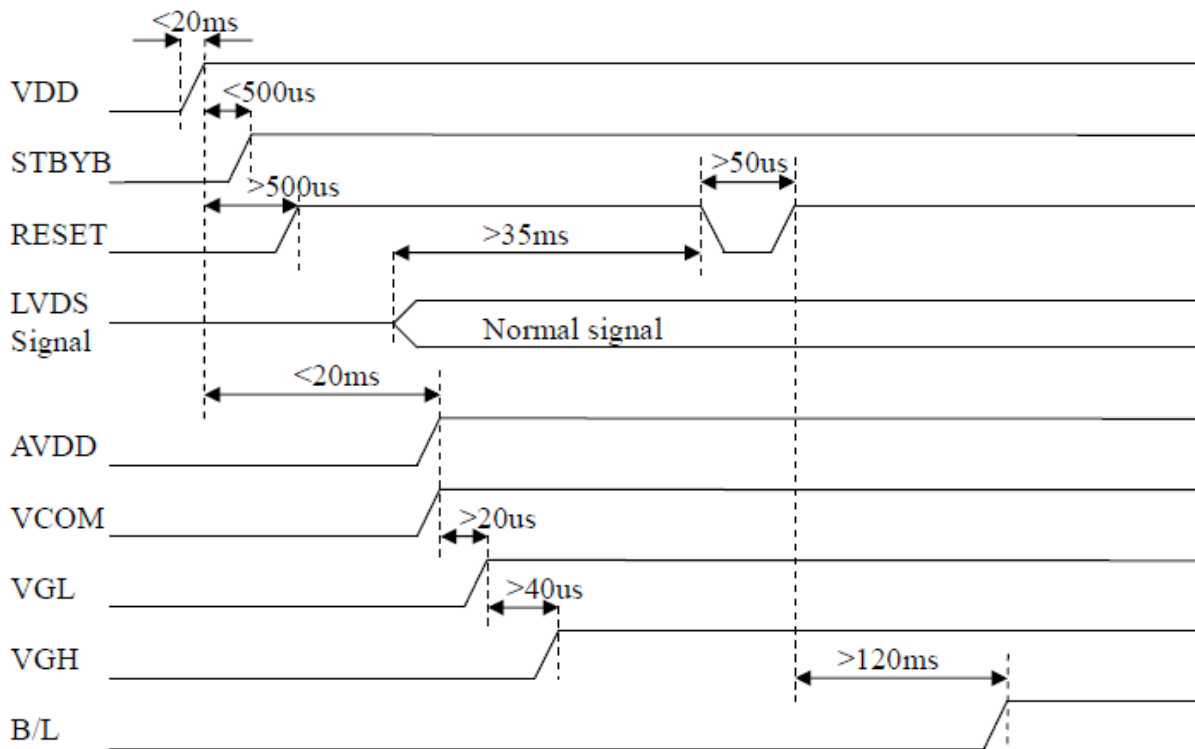 <20ms
VDD
<500us
STBYB
>500us
>50us
RESET
>35ms
LVDS
Signal
Normal signal
<20ms
AVDD
VCOM
>20us
VGL
>40us
VGH
>120ms
B/L